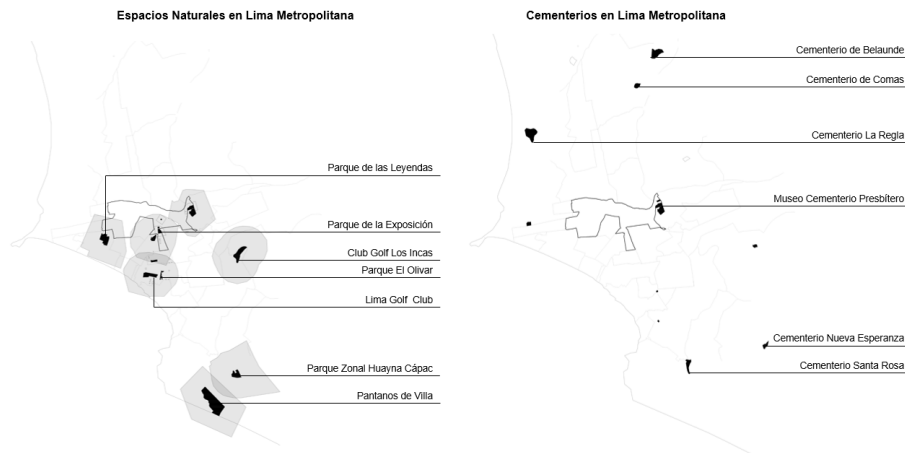 Espacios Naturales en Lima Metropolitana
Parque de las Leyendas
Parque de la Exposición
Club Golf Los Incas
Parque El Olivar
Lima Golf Club
Parque Zonal Huayna Cápac
Pantanos de Villa
Cementerios en Lima Metropolitana
Cementerio de Belaunde
Cementerio de Comas
Cementerio La Regla
Museo Cementerio Presbítero
Cementerio Nueva Esperanza
Cementerio Santa Rosa